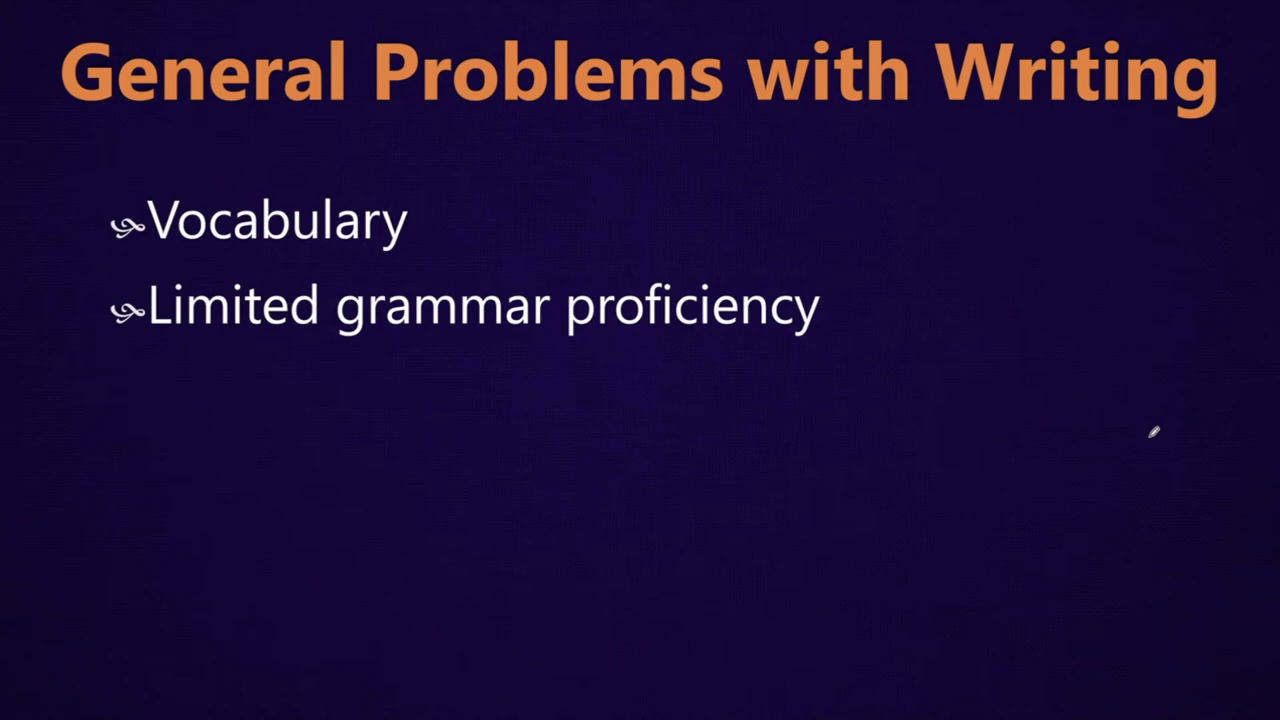 General Problems with Writing
Vocabulary
Limited grammar proficiency